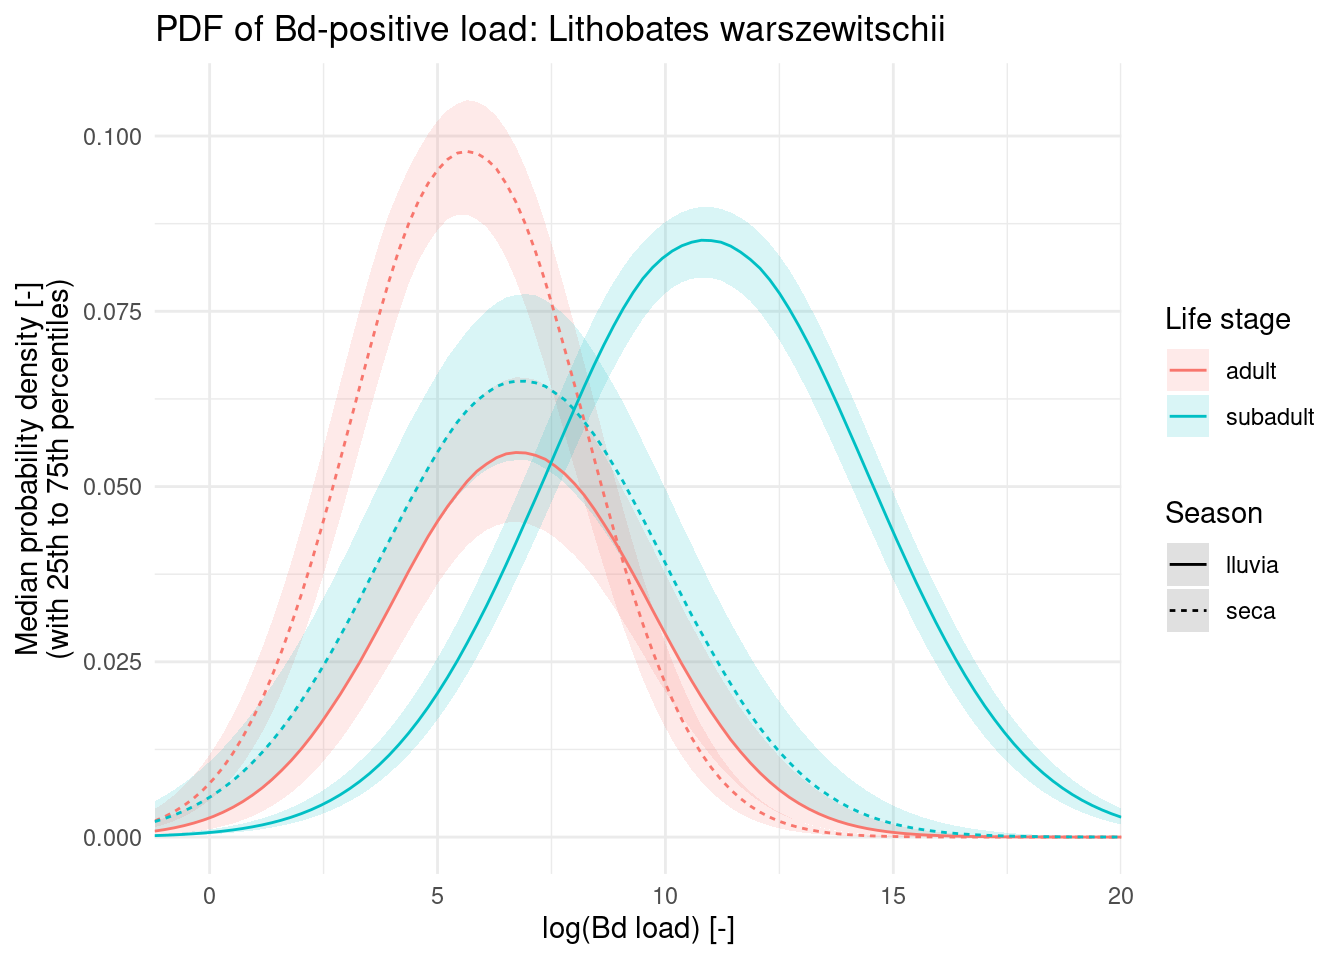 PDF of Bd-positive load: Lithobates warszewitschii
Median probability density [-]
(with 25th to 75th percentiles)
0.100
0.075
0.050
0.025
0.000
0
5
10
15
20
log(Bd load) [-]
Life stage
adult
subadult
Season
lluvia
seca